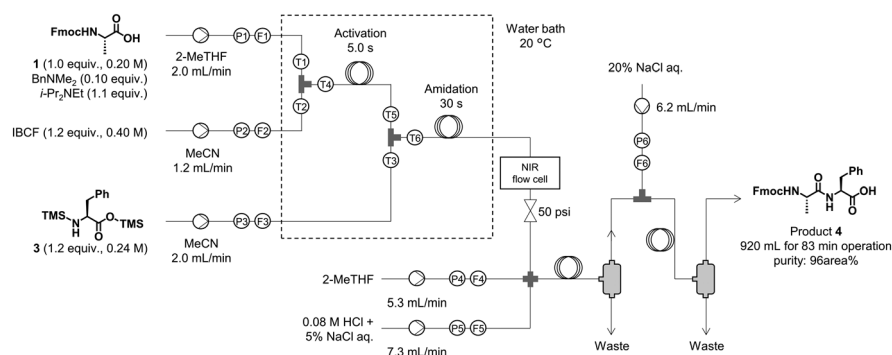 FmocHN
O
OH
1 (1.0 equiv., 0.20 M)
BnNMe2 (0.10 equiv.)
i-Pr2NEt (1.1 equiv.)
2-MeTHF
2.0 mL/min
P1
F1
T1
T2
T4
Activation
5.0 s
Water bath
20 °C
IBCF (1.2 equiv., 0.40 M)
MeCN
1.2 mL/min
P2
F2
T5
T3
T6
Amidation
30 s
Ph
TMS
N
H
O
O
TMS
3 (1.2 equiv., 0.24 M)
MeCN
2.0 mL/min
P3
F3
NIR
flow cell
50 psi
2-MeTHF
5.3 mL/min
P4
F4
0.08 M HCl +
5% NaCl aq.
7.3 mL/min
P5
F5
20% NaCl aq.
6.2 mL/min
P6
F6
Waste
Waste
FmocHN
O
N
H
Ph
OH
O
Product 4
920 mL for 83 min operation
purity: 96area%